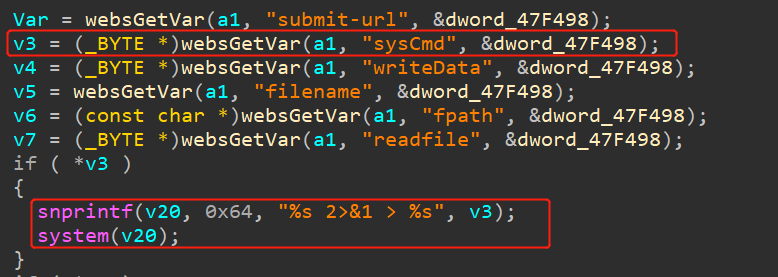 Var = websGetVar(a1, "submit-url", &dword_47F498);
v3 = (_BYTE *)websGetVar(a1, "sysCmd", &dword_47F498);
v4 = (_BYTE *)websGetVar(a1, "writeData", &dword_47F498);
v5 = websGetVar(a1, "filename", &dword_47F498);
v6 = (const char *)websGetVar(a1, "fpath", &dword_47F498);
v7 = (_BYTE *)websGetVar(a1, "readfile", &dword_47F498);
if ( *v3 )
{
snprintf(v20, 0x64, "%s 2>&1 > %s", v3);
system(v20);
}